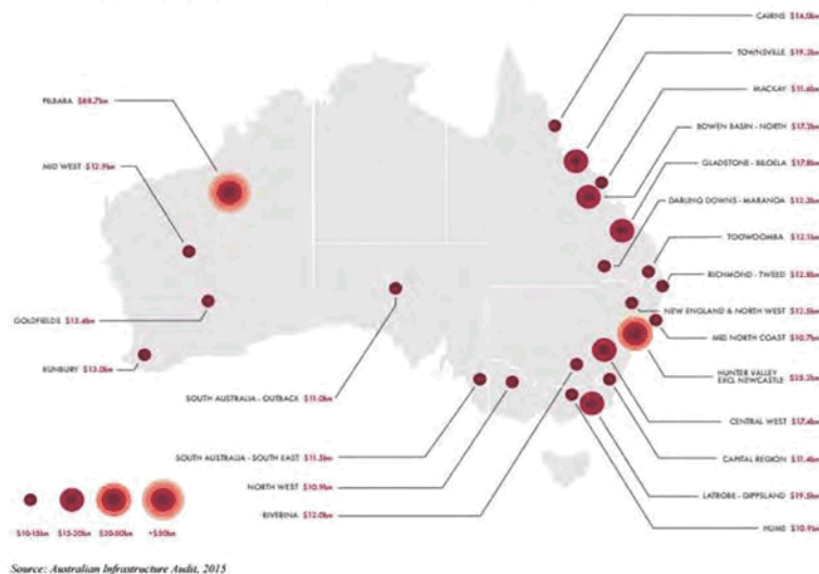 CAIRNS $14.0bn
TOWNSVILLE $19.2bn
MACKAY $11.6bn
BOWEN BASIN - NORTH $17.2bn
GLADSTONE - BILOELA $17.8bn
DARLING DOWNS - MARANOA $12.2bn
TOOWOOMBA $12.1bn
RICHMOND - TWEED $12.8bn
NEW ENGLAND & NORTH WEST $12.5bn
MID NORTH COAST $10.7bn
HUNTER VALLEY
EXC. NEWCASTLE $25.2bn
CENTRAL WEST $17.4bn
CAPITAL REGION $11.4bn
LATROBE - GIPPSLAND $19.5bn
HUME $10.9bn
PILBARA $88.7bn
MID WEST $12.9bn
GOLDFIELDS $13.4bn
BUNBURY $13.0bn
SOUTH AUSTRALIA - OUTBACK $11.0bn
SOUTH AUSTRALIA - SOUTH EAST $11.5bn
NORTH WEST $10.9bn
RIVERINA $12.0bn
$10-15bn $15-20bn $20-50bn +$50bn
Source: Australian Infrastructure Audit, 2015